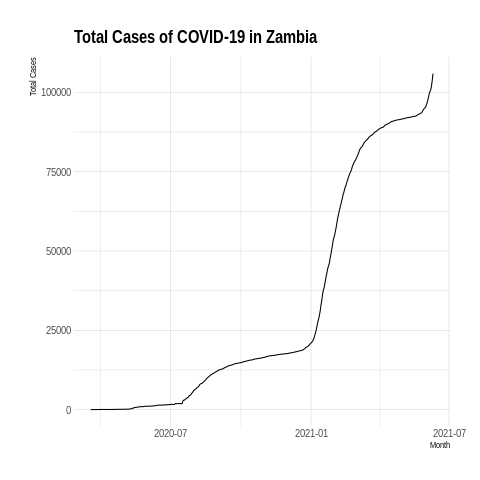 Total Cases of COVID-19 in Zambia
Total Cases
100000
75000
50000
25000
0
2020-07
2021-01
2021-07
Month